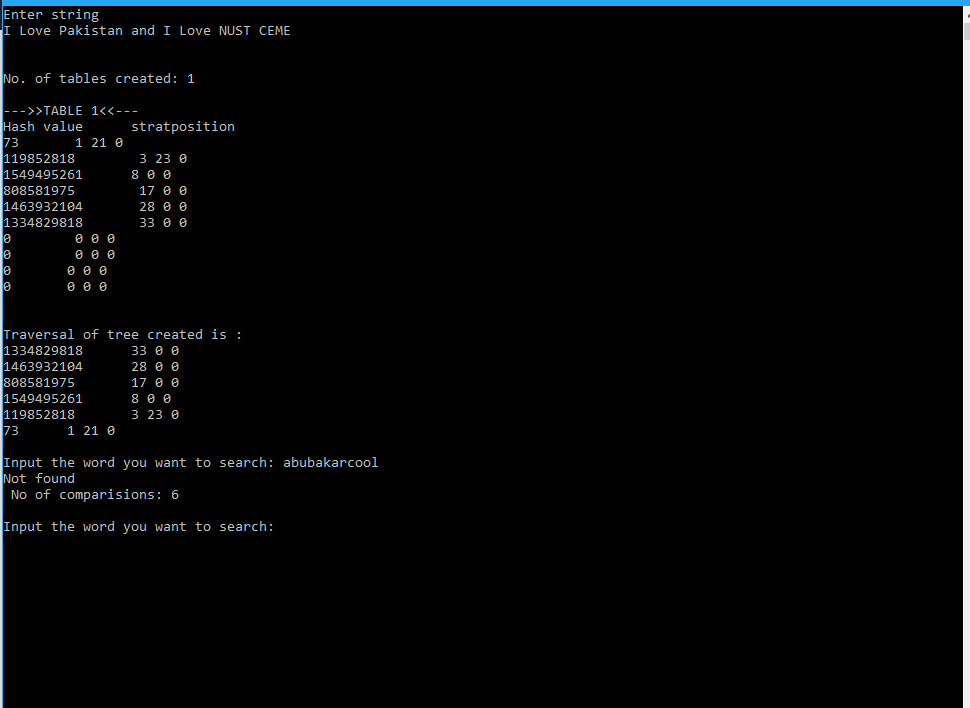 Enter string
I Love Pakistan and I Love NUST CEME
No. of tables created: 1
--->>TABLE 1<<---
Hash value      stratposition
73       1 21 0
119852818        3 23 0
1549495261      8 0 0
808581975        17 0 0
1463932104       28 0 0
1334829818       33 0 0
0        0 0 0
0        0 0 0
0       0 0 0
0       0 0 0
Traversal of tree created is :
1334829818      33 0 0
1463932104      28 0 0
808581975       17 0 0
1549495261      8 0 0
119852818       3 23 0
73      1 21 0
Input the word you want to search: abubakarcool
Not found
 No of comparisions: 6
Input the word you want to search: